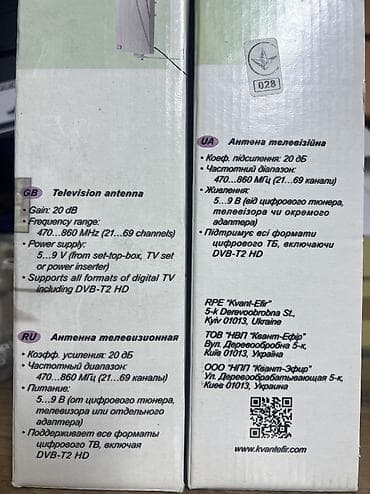 GB Television antenna
• Gain: 20 dB
• Frequency range:
470...860 MHz (21...69 channels)
• Power supply:
5...9 V (from set-top-box, TV set
or power inserter)
• Supports all formats of digital TV
including DVB-T2 HD
RU Антенна телевизионная
• Коэфф. усиления: 20 дБ
• Частотный диапазон:
470...860 МГц (21...69 каналы)
• Питание:
5...9 В (от цифрового тюнера,
телевизора или отдельного
адаптера)
• Поддерживает все форматы
цифрового ТВ, включая
DVB-T2 HD
028
UA Антена телевізійна
• Коеф. підсилення: 20 дБ
• Частотний діапазон:
470...860 МГц (21...69 канали)
• Живлення:
5...9 В (від цифрового тюнера,
телевізора чи окремого
адаптера)
• Підтримує всі формати
цифрового ТБ, включаючи
DVB-T2 HD
RPE "Kvant-Efir"
5-k Derevoobrobna St.,
Kyiv 01013, Ukraine
ТОВ "НВП "Квант-Ефір"
Вул. Деревообробна 5-к,
Київ 01013, Україна
ООО "НПП "Квант-Эфир"
Ул. Деревообрабатывающая 5-к,
Киев 01013, Украина
www.kvantefir.com